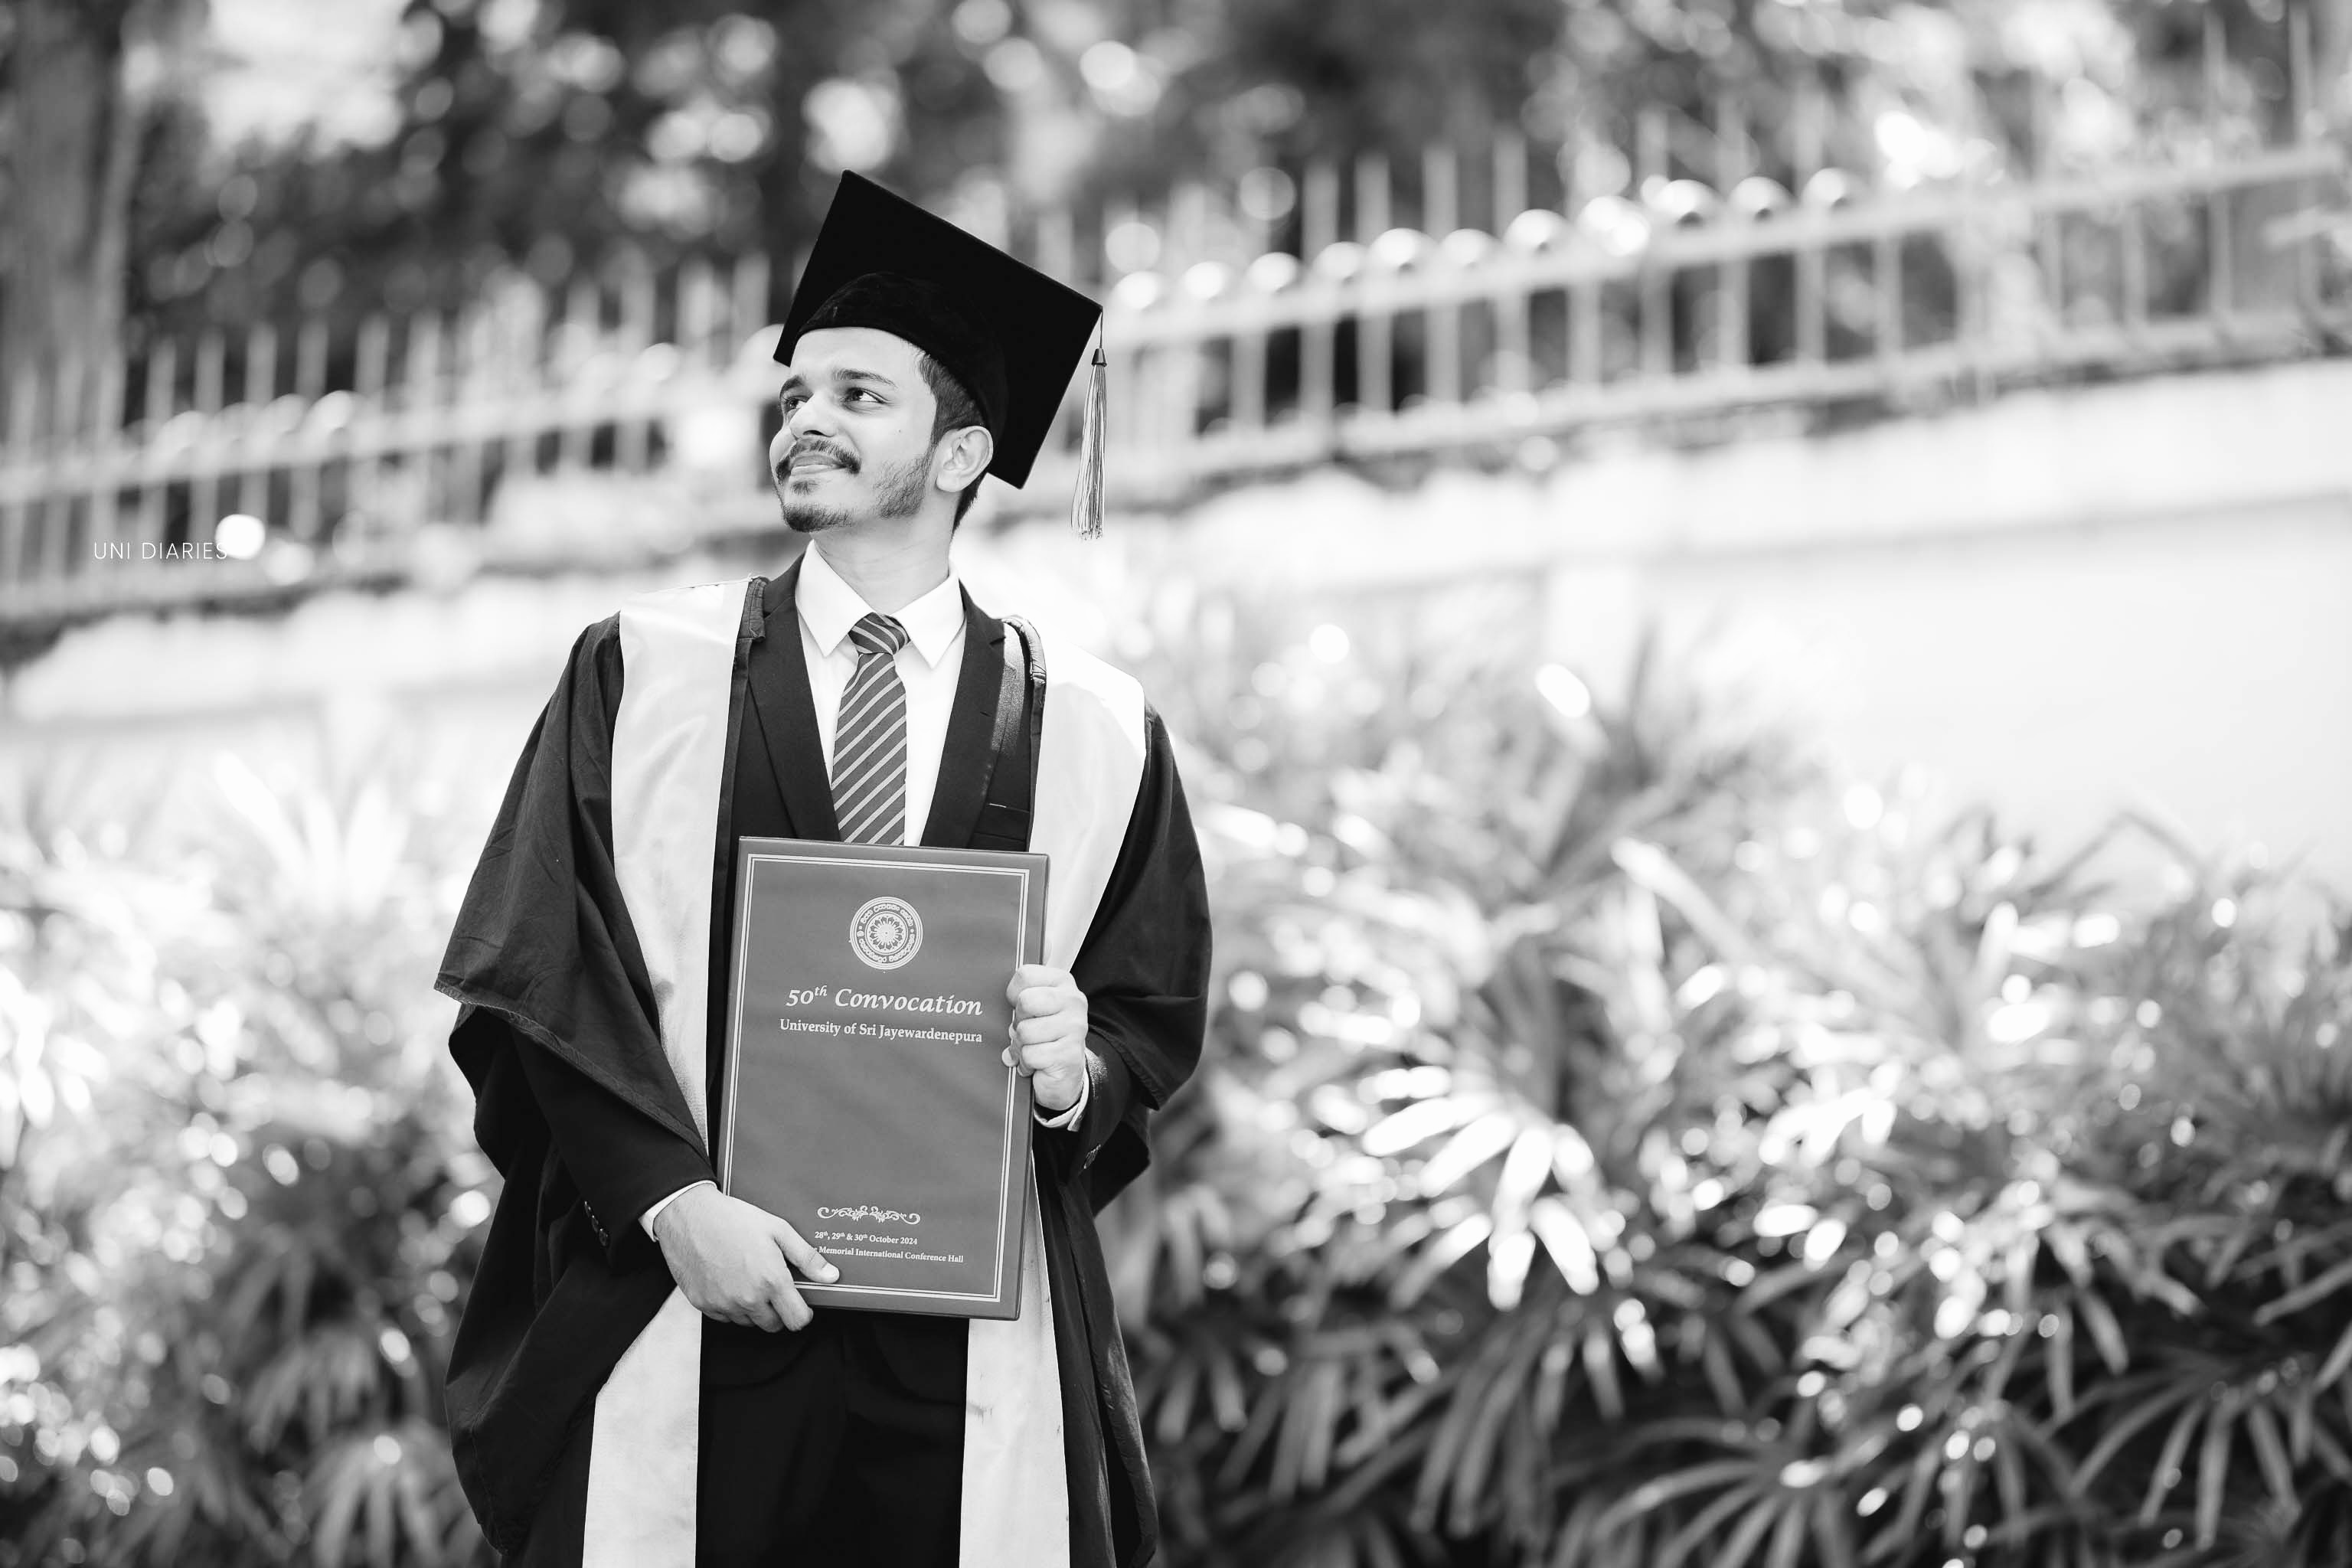 UNI DIARIES
50th Convocation
University of Sri Jayewardenepura
28th, 29th & 30th October 2024
Memorial International Conference Hall